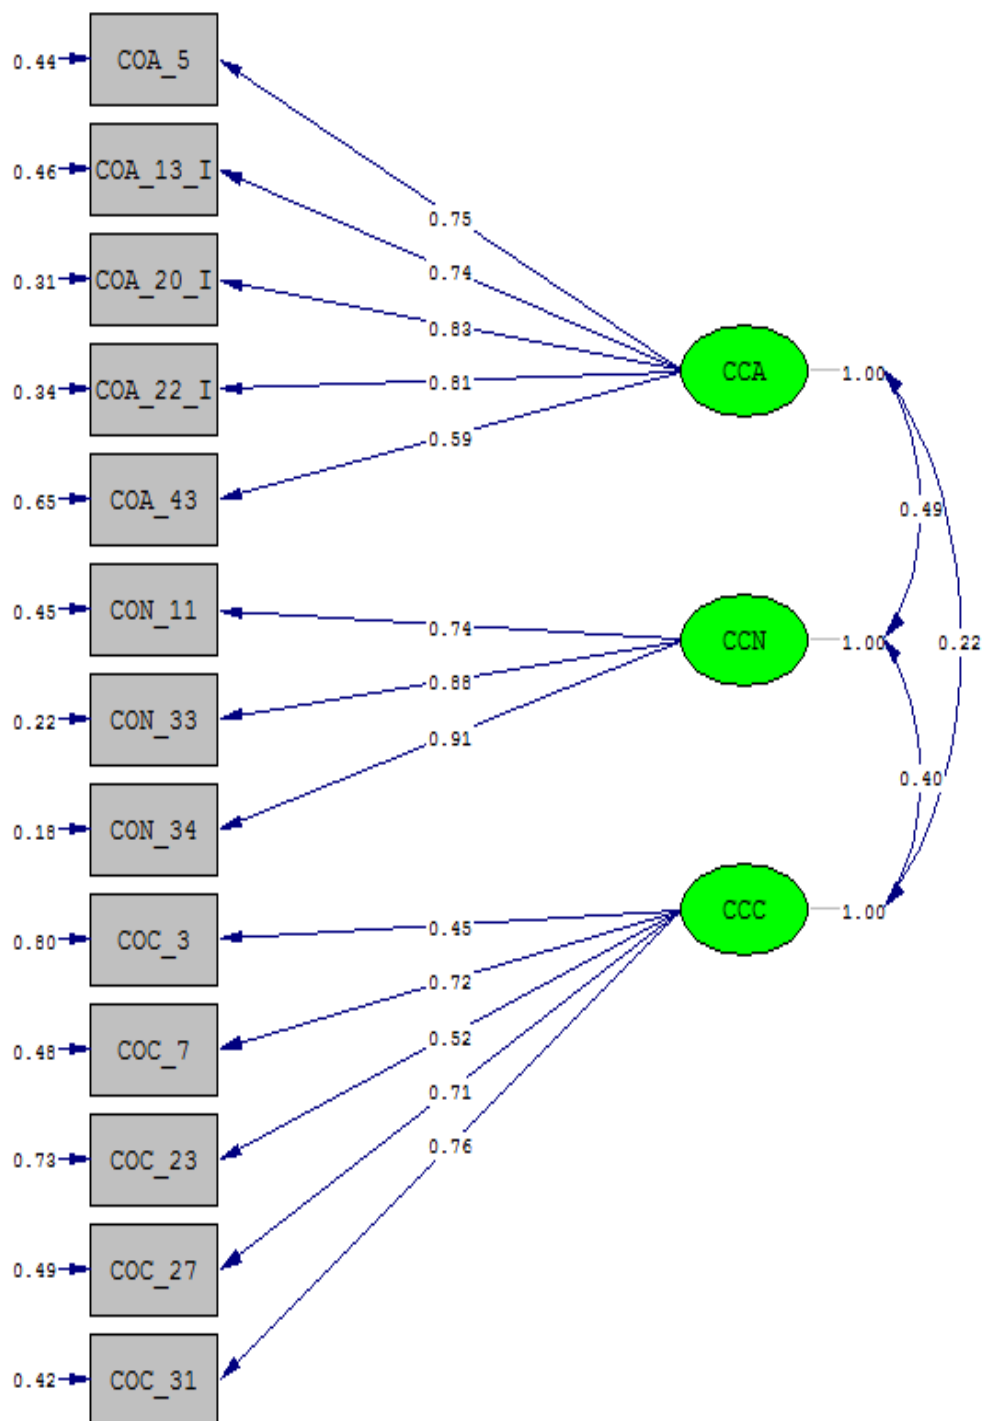 0.44 COA_5
0.46 COA_13_I
0.31 COA_20_I
0.34 COA_22_I
0.65 COA_43
0.45 CON_11
0.22 CON_33
0.18 CON_34
0.80 COC_3
0.48 COC_7
0.73 COC_23
0.49 COC_27
0.42 COC_31
0.75
0.74
0.83
0.81
0.59
0.74
0.88
0.91
0.45
0.72
0.52
0.71
0.76
CCA 1.00
CCN 1.00
CCC 1.00
0.49
0.22
0.40